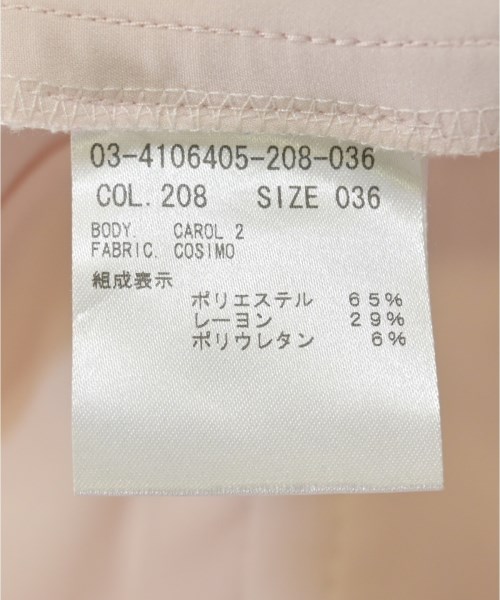 03-4106405-208-036
COL.208 SIZE 036
BODY. CAROL 2
FABRIC. COSIMO
組成表示
ポリエステル 65%
レーヨン 29%
ポリウレタン 6%